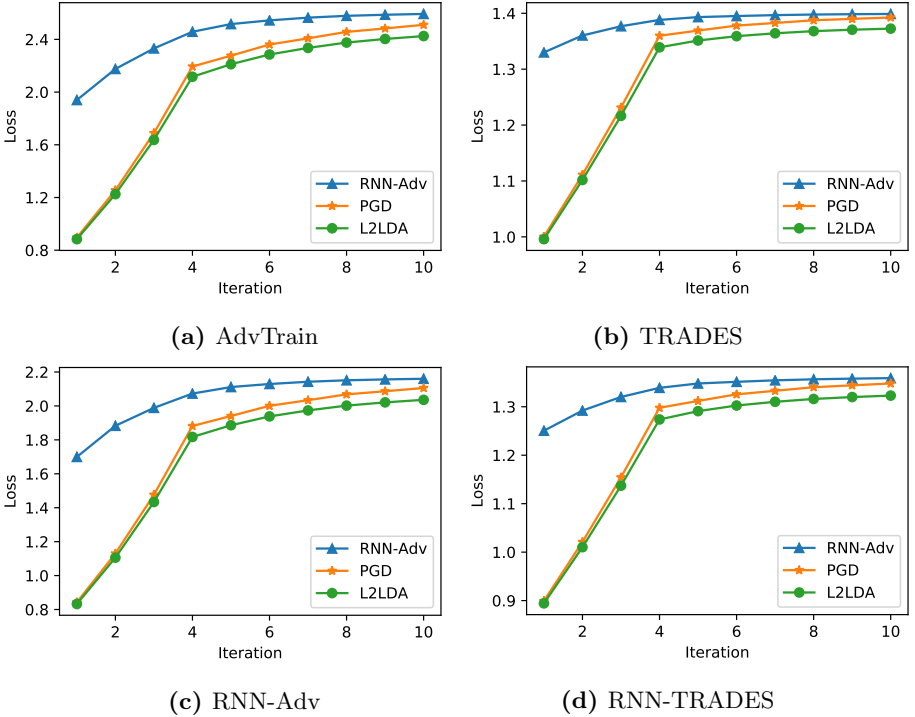 2.4
2.0
1.6
1.2
0.8
Loss
RNN-Adv
PGD
L2LDA
2 4 6 8 10
Iteration
(a) AdvTrain
1.4
1.3
1.2
1.1
1.0
Loss
RNN-Adv
PGD
L2LDA
2 4 6 8 10
Iteration
(b) TRADES
2.2
2.0
1.8
1.6
1.4
1.2
1.0
0.8
Loss
RNN-Adv
PGD
L2LDA
2 4 6 8 10
Iteration
(c) RNN-Adv
1.3
1.2
1.1
1.0
0.9
Loss
RNN-Adv
PGD
L2LDA
2 4 6 8 10
Iteration
(d) RNN-TRADES